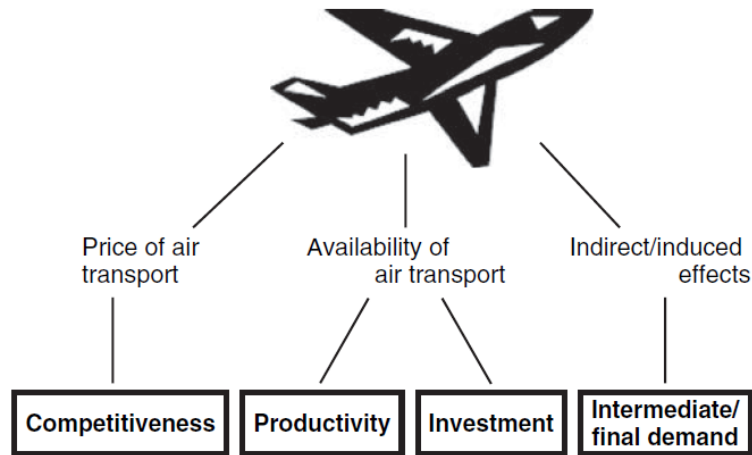 Price of air
transport
Availability of
air transport
Indirect/induced
effects
Competitiveness
Productivity
Investment
Intermediate/
final demand